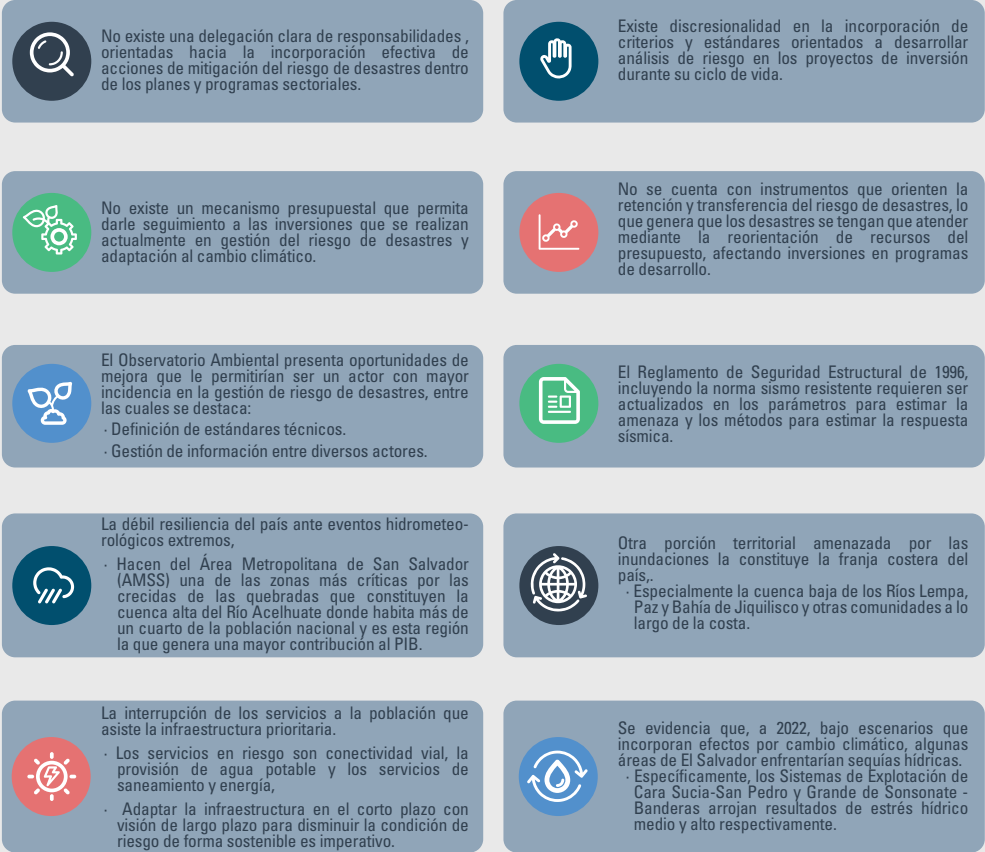 No existe una delegación clara de responsabilidades ,
orientadas hacia la incorporación efectiva de
acciones de mitigación del riesgo de desastres dentro
de los planes y programas sectoriales.
Existe discresionalidad en la incorporación de
criterios y estándares orientados a desarrollar
análisis de riesgo en los proyectos de inversión
durante su ciclo de vida.
No existe un mecanismo presupuestal que permita
darle seguimiento a las inversiones que se realizan
actualmente en gestión del riesgo de desastres y
adaptación al cambio climático.
No se cuenta con instrumentos que orienten la
retención y transferencia del riesgo de desastres, lo
que genera que los desastres se tengan que atender
mediante la reorientación de recursos del
presupuesto, afectando inversiones en programas
de desarrollo.
El Observatorio Ambiental presenta oportunidades de
mejora que le permitirían ser un actor con mayor
incidencia en la gestión de riesgo de desastres, entre
las cuales se destaca:
· Definición de estándares técnicos.
· Gestión de información entre diversos actores.
El Reglamento de Seguridad Estructural de 1996,
incluyendo la norma sismo resistente requieren ser
actualizados en los parámetros para estimar la
amenaza y los métodos para estimar la respuesta
sísmica.
La débil resiliencia del país ante eventos hidrometeo-
rológicos extremos,
· Hacen del Área Metropolitana de San Salvador
(AMSS) una de las zonas más críticas por las
crecidas de las quebradas que constituyen la
cuenca alta del Río Acelhuate donde habita más de
un cuarto de la población nacional y es esta región
la que genera una mayor contribución al PIB.
Otra porción territorial amenazada por las
inundaciones la constituye la franja costera del
país,.
· Especialmente la cuenca baja de los Ríos Lempa,
Paz y Bahía de Jiquilisco y otras comunidades a lo
largo de la costa.
La interrupción de los servicios a la población que
asiste la infraestructura prioritaria.
· Los servicios en riesgo son conectividad vial, la
provisión de agua potable y los servicios de
saneamiento y energía,
· Adaptar la infraestructura en el corto plazo con
visión de largo plazo para disminuir la condición de
riesgo de forma sostenible es imperativo.
Se evidencia que, a 2022, bajo escenarios que
incorporan efectos por cambio climático, algunas
áreas de El Salvador enfrentarían sequías hídricas.
· Específicamente, los Sistemas de Explotación de
Cara Sucia-San Pedro y Grande de Sonsonate -
Banderas arrojan resultados de estrés hídrico
medio y alto respectivamente.